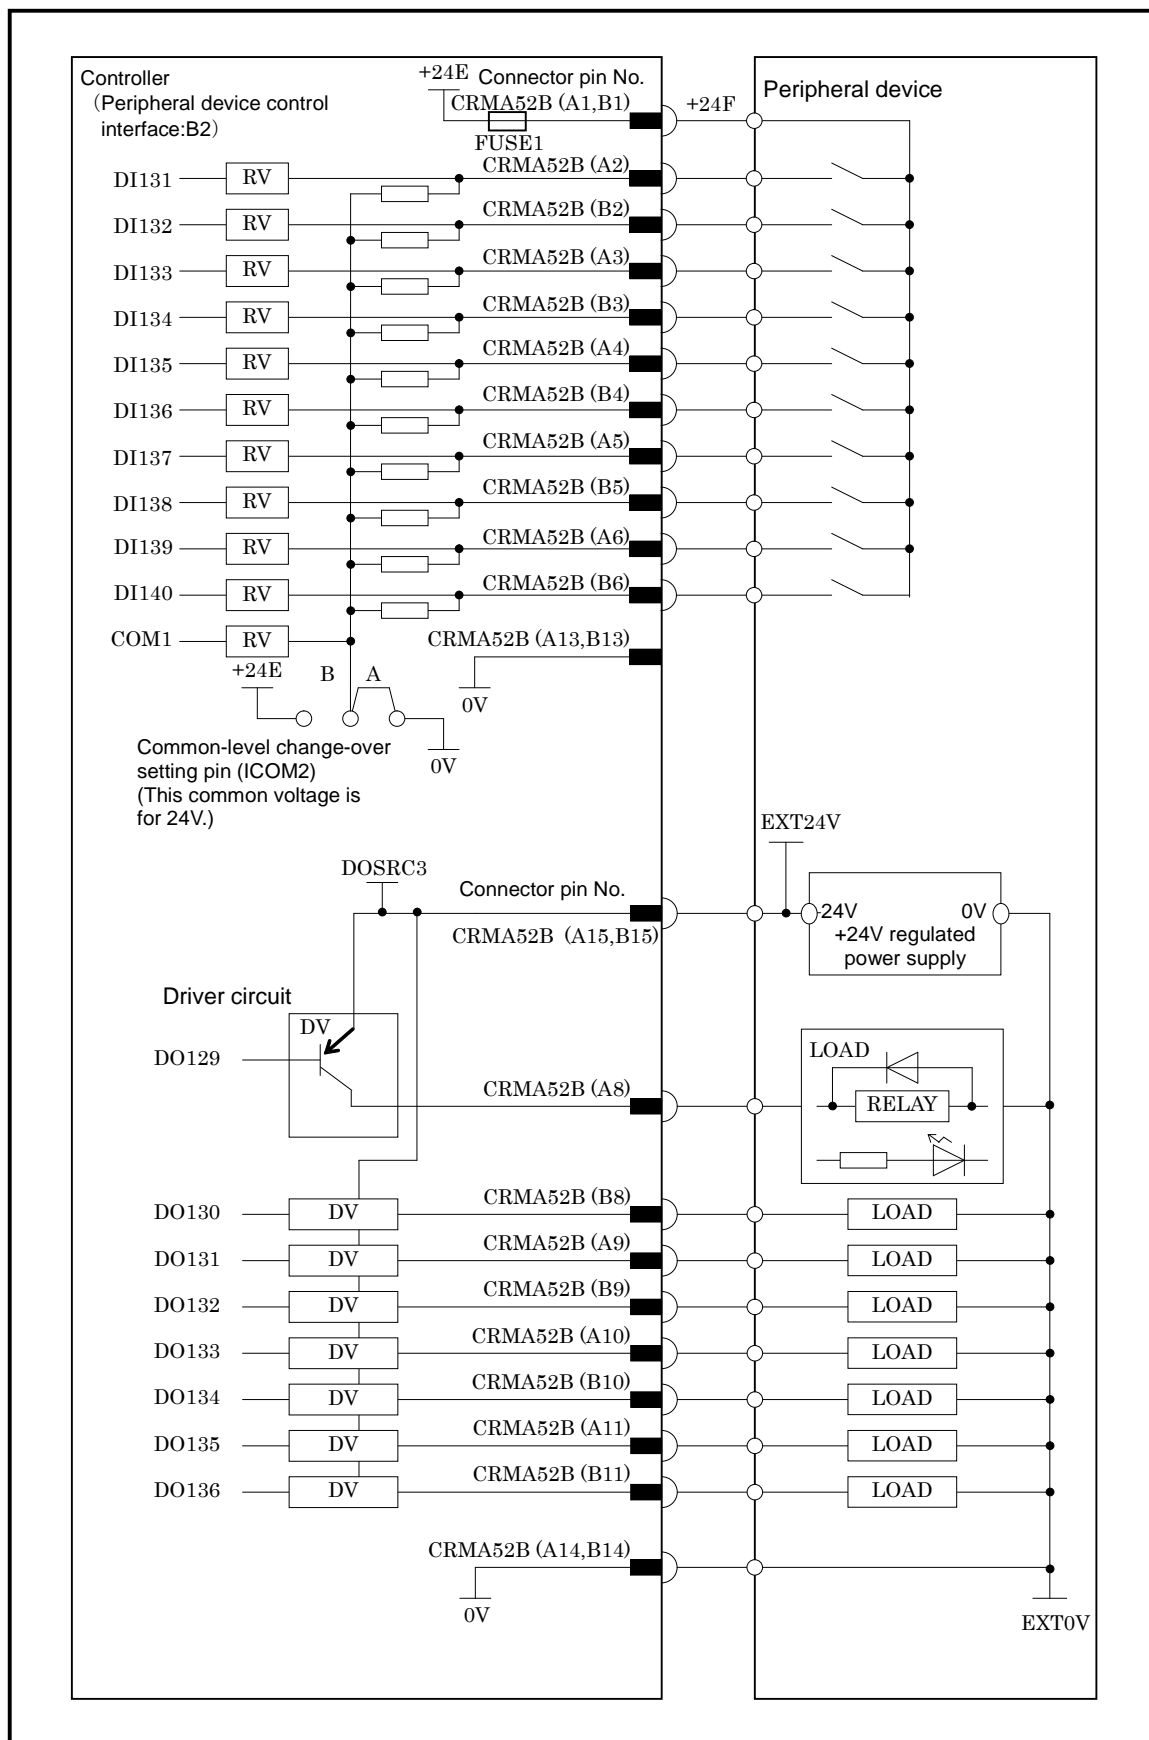 Controller
（Peripheral device control
interface:B2）
+24E
Connector pin No.
CRMA52B (A1,B1)
FUSE1
+24F
Peripheral device
DI131
RV
CRMA52B (A2)
DI132
RV
CRMA52B (B2)
DI133
RV
CRMA52B (A3)
DI134
RV
CRMA52B (B3)
DI135
RV
CRMA52B (A4)
DI136
RV
CRMA52B (B4)
DI137
RV
CRMA52B (A5)
DI138
RV
CRMA52B (B5)
DI139
RV
CRMA52B (A6)
DI140
RV
CRMA52B (B6)
COM1
RV
CRMA52B (A13,B13)
+24E
B
A
0V
0V
Common-level change-over
setting pin (ICOM2)
(This common voltage is
for 24V.)
EXT24V
DOSRC3
Connector pin No.
CRMA52B (A15,B15)
24V
0V
+24V regulated
power supply
Driver circuit
DV
DO129
CRMA52B (A8)
LOAD
RELAY
DO130
DV
CRMA52B (B8)
LOAD
DO131
DV
CRMA52B (A9)
LOAD
DO132
DV
CRMA52B (B9)
LOAD
DO133
DV
CRMA52B (A10)
LOAD
DO134
DV
CRMA52B (B10)
LOAD
DO135
DV
CRMA52B (A11)
LOAD
DO136
DV
CRMA52B (B11)
LOAD
CRMA52B (A14,B14)
0V
EXT0V